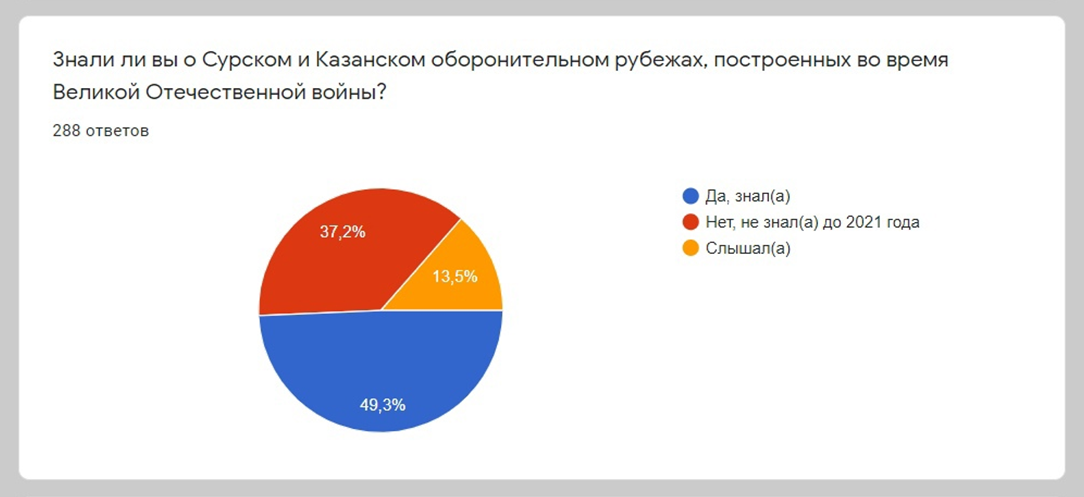 Знали ли вы о Сурском и Казанском оборонительном рубежах, построенных во время
Великой Отечественной войны?
288 ответов
37,2%
13,5%
49,3%
Да, знал(а)
Нет, не знал(а) до 2021 года
Слышал(а)